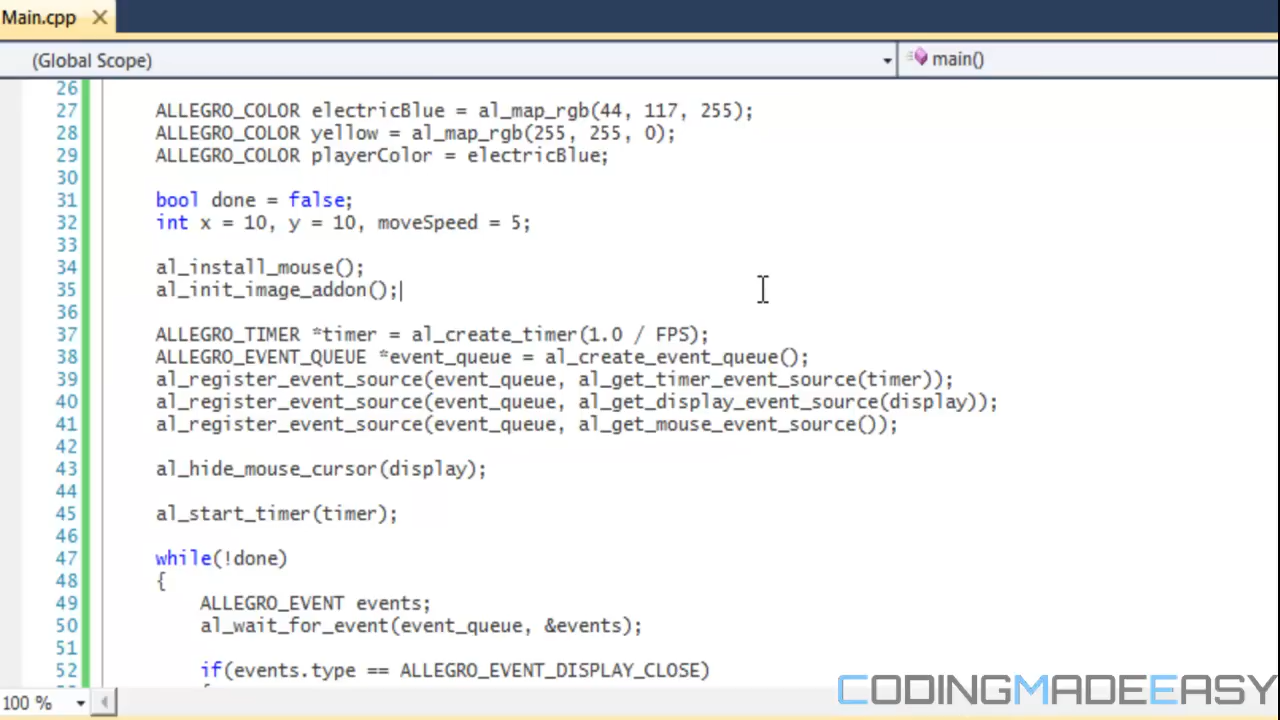 Main.cpp
(Global Scope) main()
26
27 ALLEGRO_COLOR electricBlue = al_map_rgb(44, 117, 255);
28 ALLEGRO_COLOR yellow = al_map_rgb(255, 255, 0);
29 ALLEGRO_COLOR playerColor = electricBlue;
30
31 bool done = false;
32 int x = 10, y = 10, moveSpeed = 5;
33
34 al_install_mouse();
35 al_init_image_addon();
36
37 ALLEGRO_TIMER *timer = al_create_timer(1.0 / FPS);
38 ALLEGRO_EVENT_QUEUE *event_queue = al_create_event_queue();
39 al_register_event_source(event_queue, al_get_timer_event_source(timer));
40 al_register_event_source(event_queue, al_get_display_event_source(display));
41 al_register_event_source(event_queue, al_get_mouse_event_source());
42
43 al_hide_mouse_cursor(display);
44
45 al_start_timer(timer);
46
47 while(!done)
48 {
49 ALLEGRO_EVENT events;
50 al_wait_for_event(event_queue, &events);
51
52 if(events.type == ALLEGRO_EVENT_DISPLAY_CLOSE)
100 %
CODINGMADEEASY